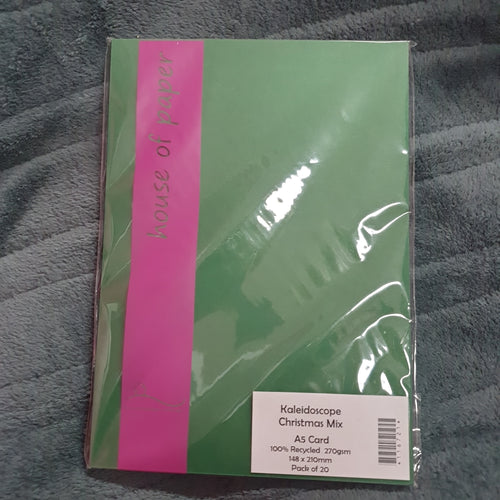 house of paper
Kaleidoscope
Christmas Mix
A5 Card
100% Recycled 270gsm
148 x 210mm
Pack of 20